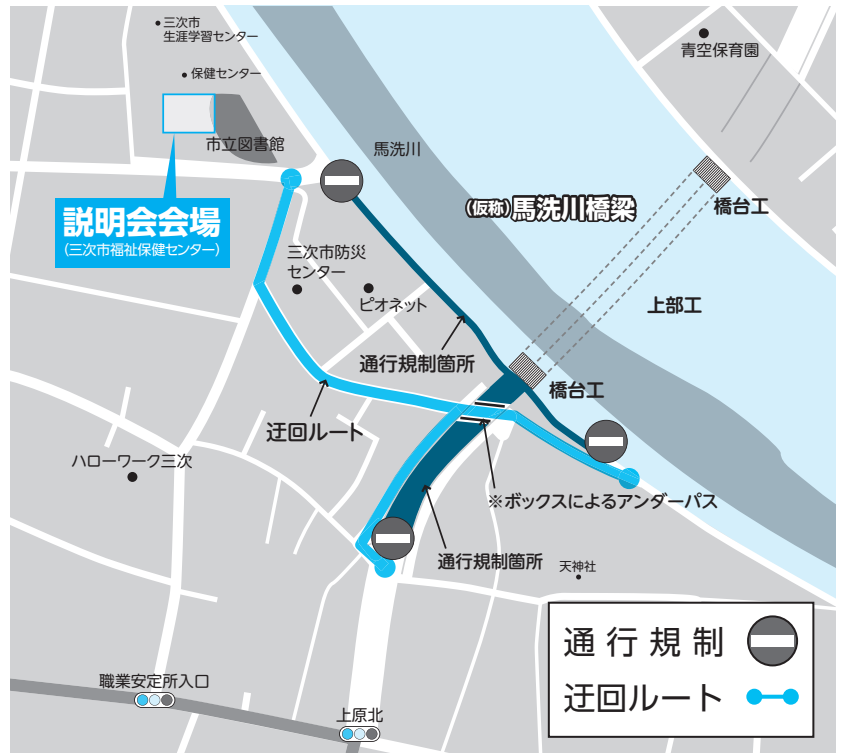 三次市
生涯学習センター
青空保育園
保健センター
市立図書館
馬洗川
説明会会場
(三次市福祉保健センター)
(仮称)馬洗川橋梁
橋台工
三次市防災
センター
ピオネット
上部工
通行規制箇所
橋台工
迂回ルート
ハローワーク三次
※ボックスによるアンダーパス
通行規制箇所
天神社
通行規制
迂回ルート
職業安定所入口
上原北